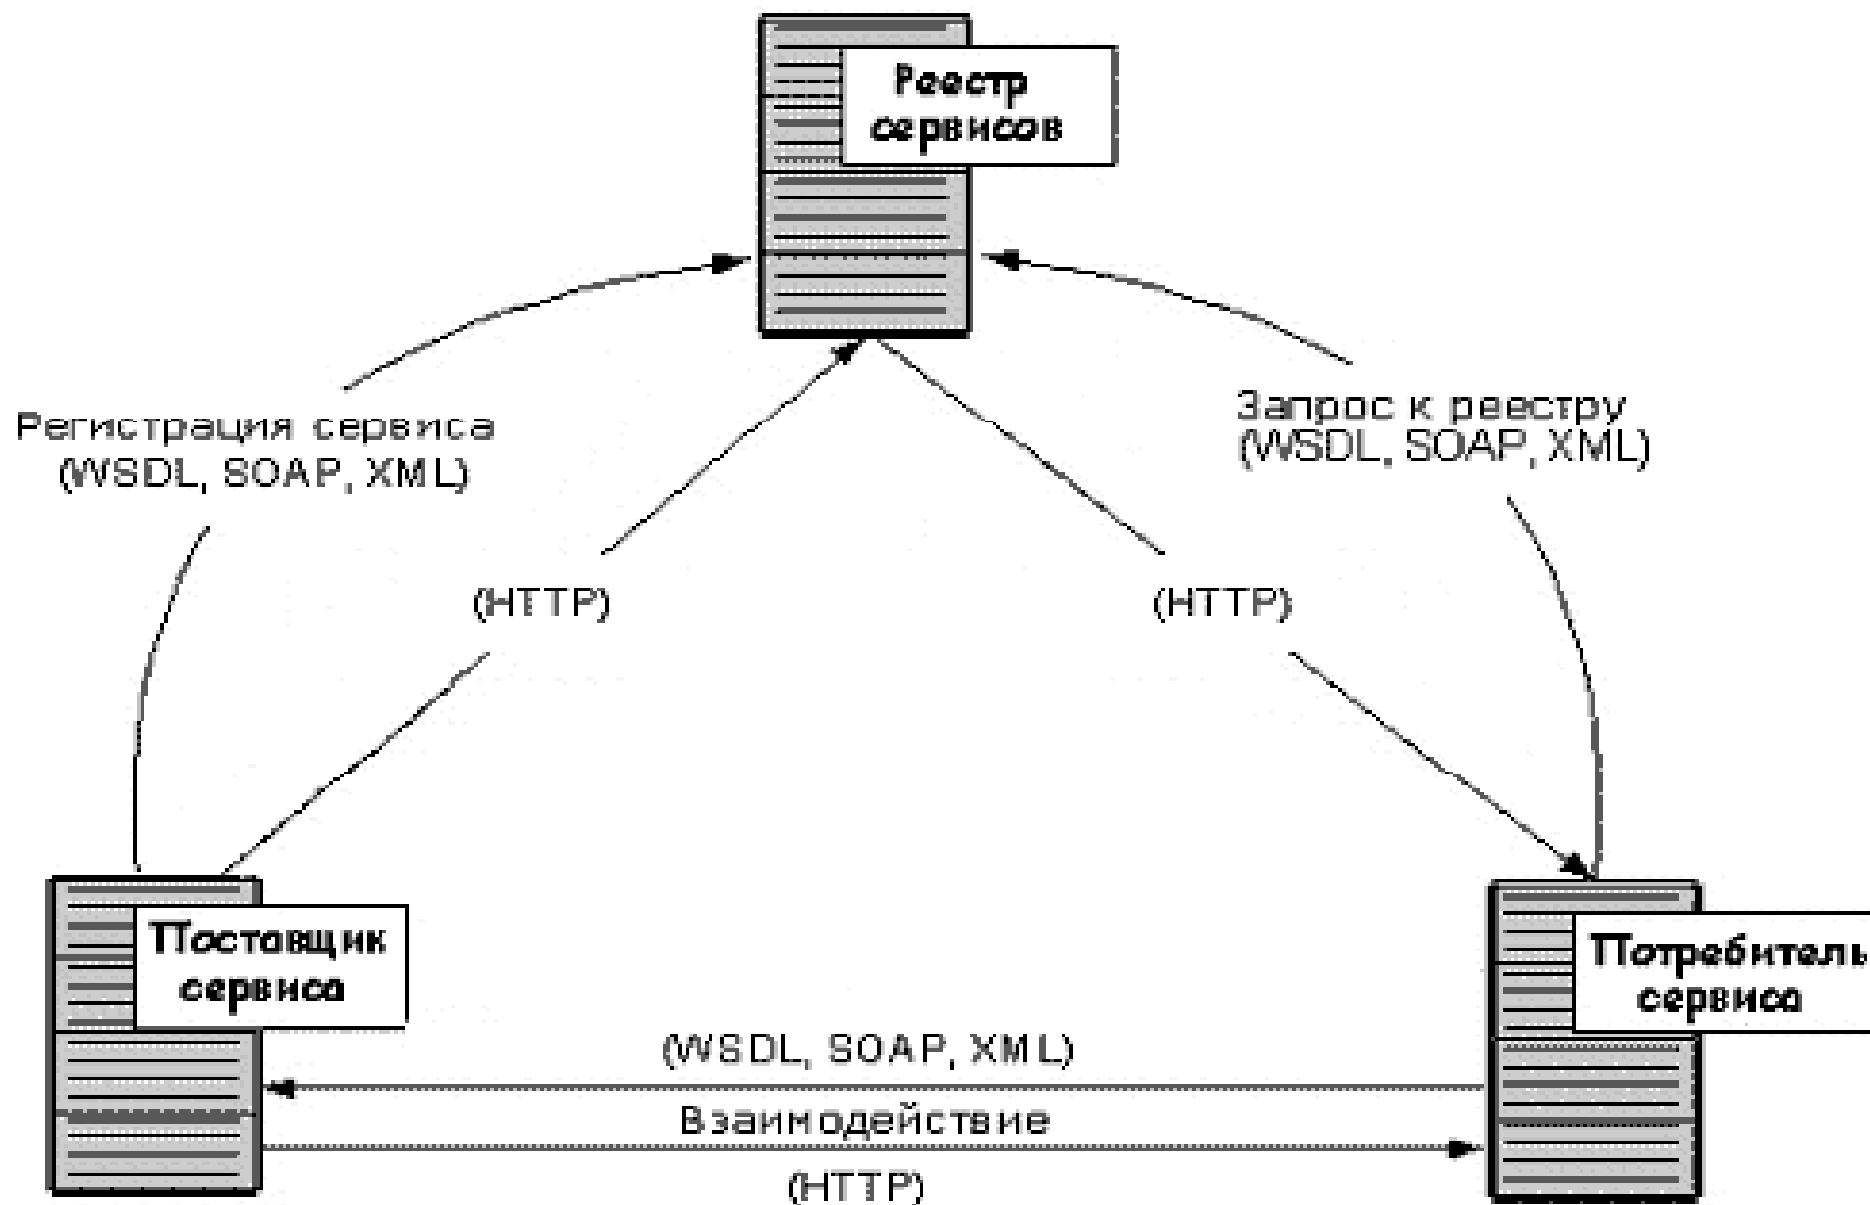 Реестр
сервисов
Регистрация сервиса
(WSDL, SOAP, XML)
Запрос к реестру
(WSDL, SOAP, XML)
(HTTP)
(HTTP)
Поставщик
сервиса
Потребитель
сервиса
(WSDL, SOAP, XML)
Взаимодействие
(HTTP)